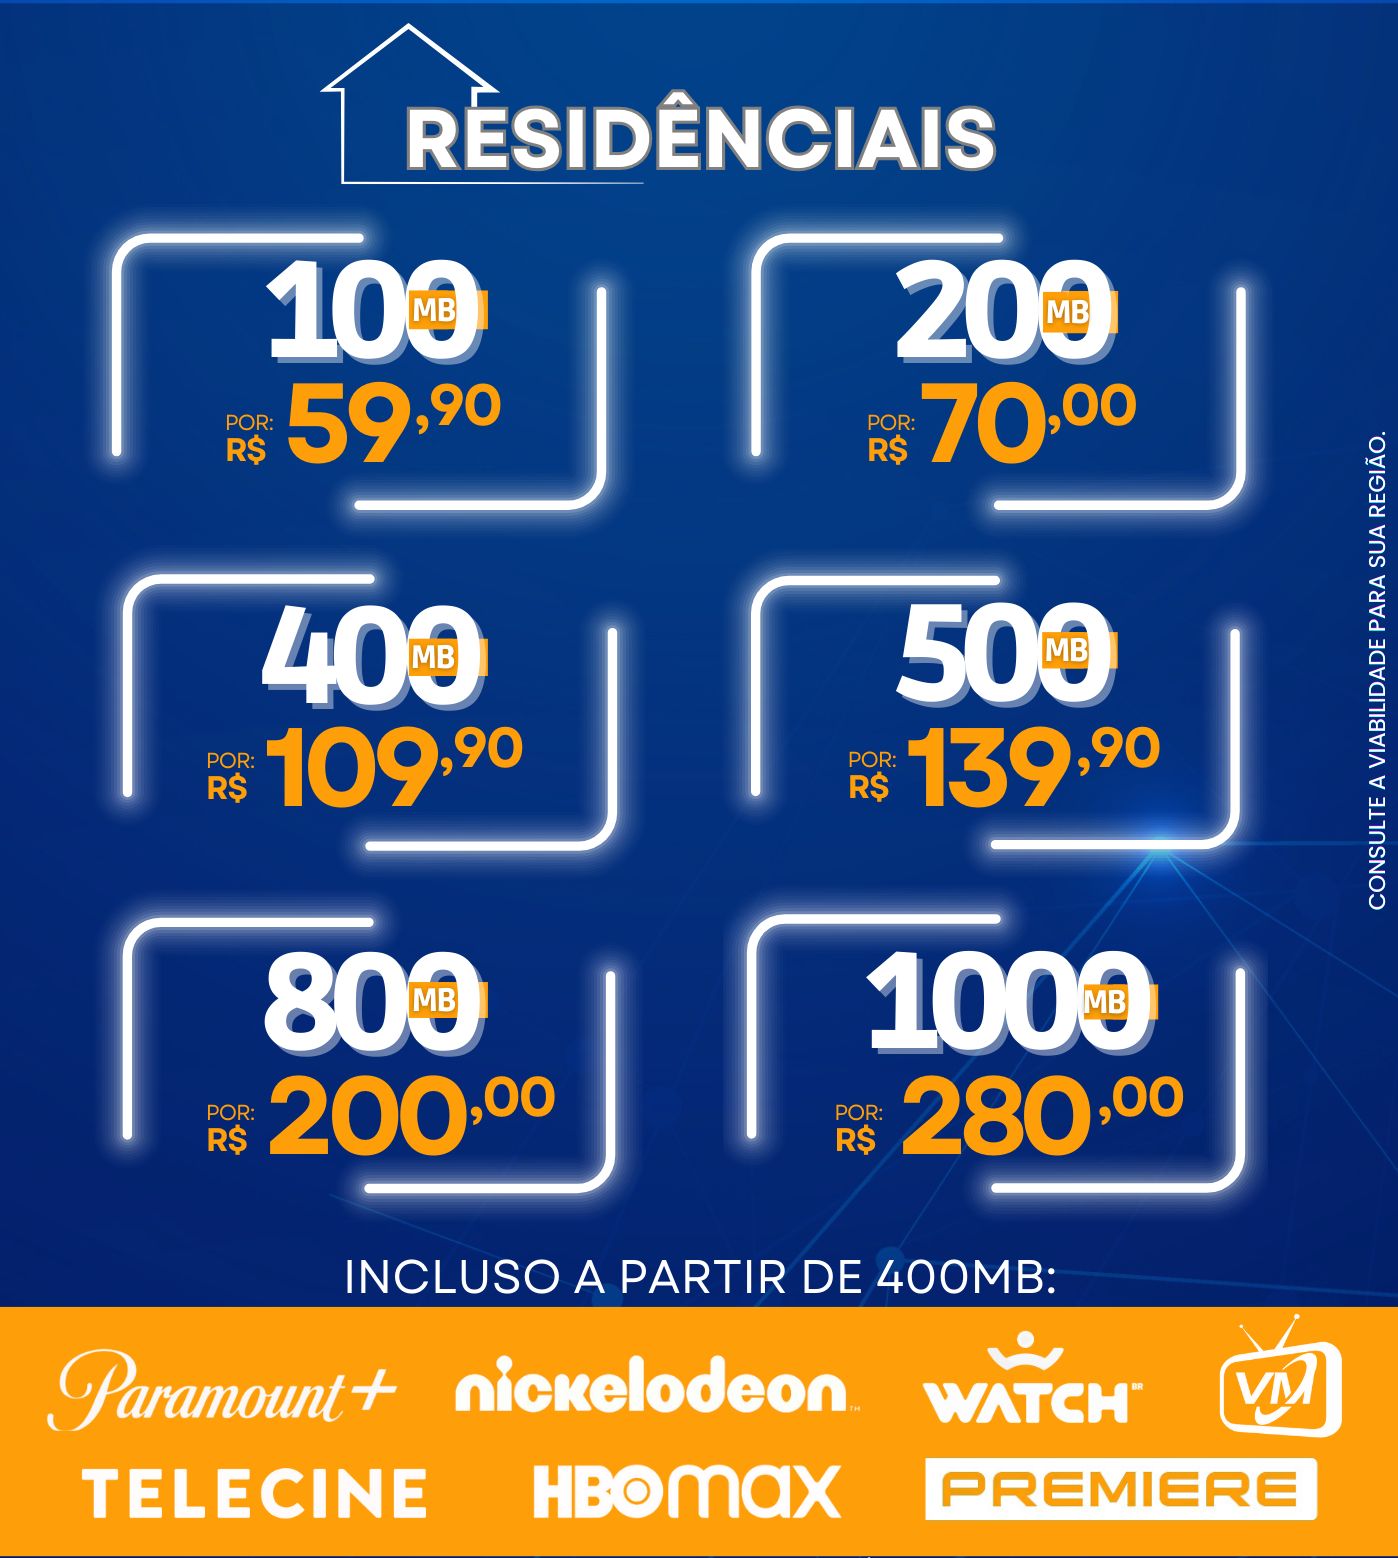 RESIDÊNCIAIS
100 MB
POR:
R$ 59,90
200 MB
POR:
R$ 70,00
400 MB
POR:
R$ 109,90
500 MB
POR:
R$ 139,90
800 MB
POR:
R$ 200,00
1000 MB
POR:
R$ 280,00
CONSULTE A VIABILIDADE PARA SUA REGIÃO.
INCLUSO A PARTIR DE 400MB:
Paramount+ nickelodeon™ WATCH BR VM
TELECINE HBOMAX PREMIERE